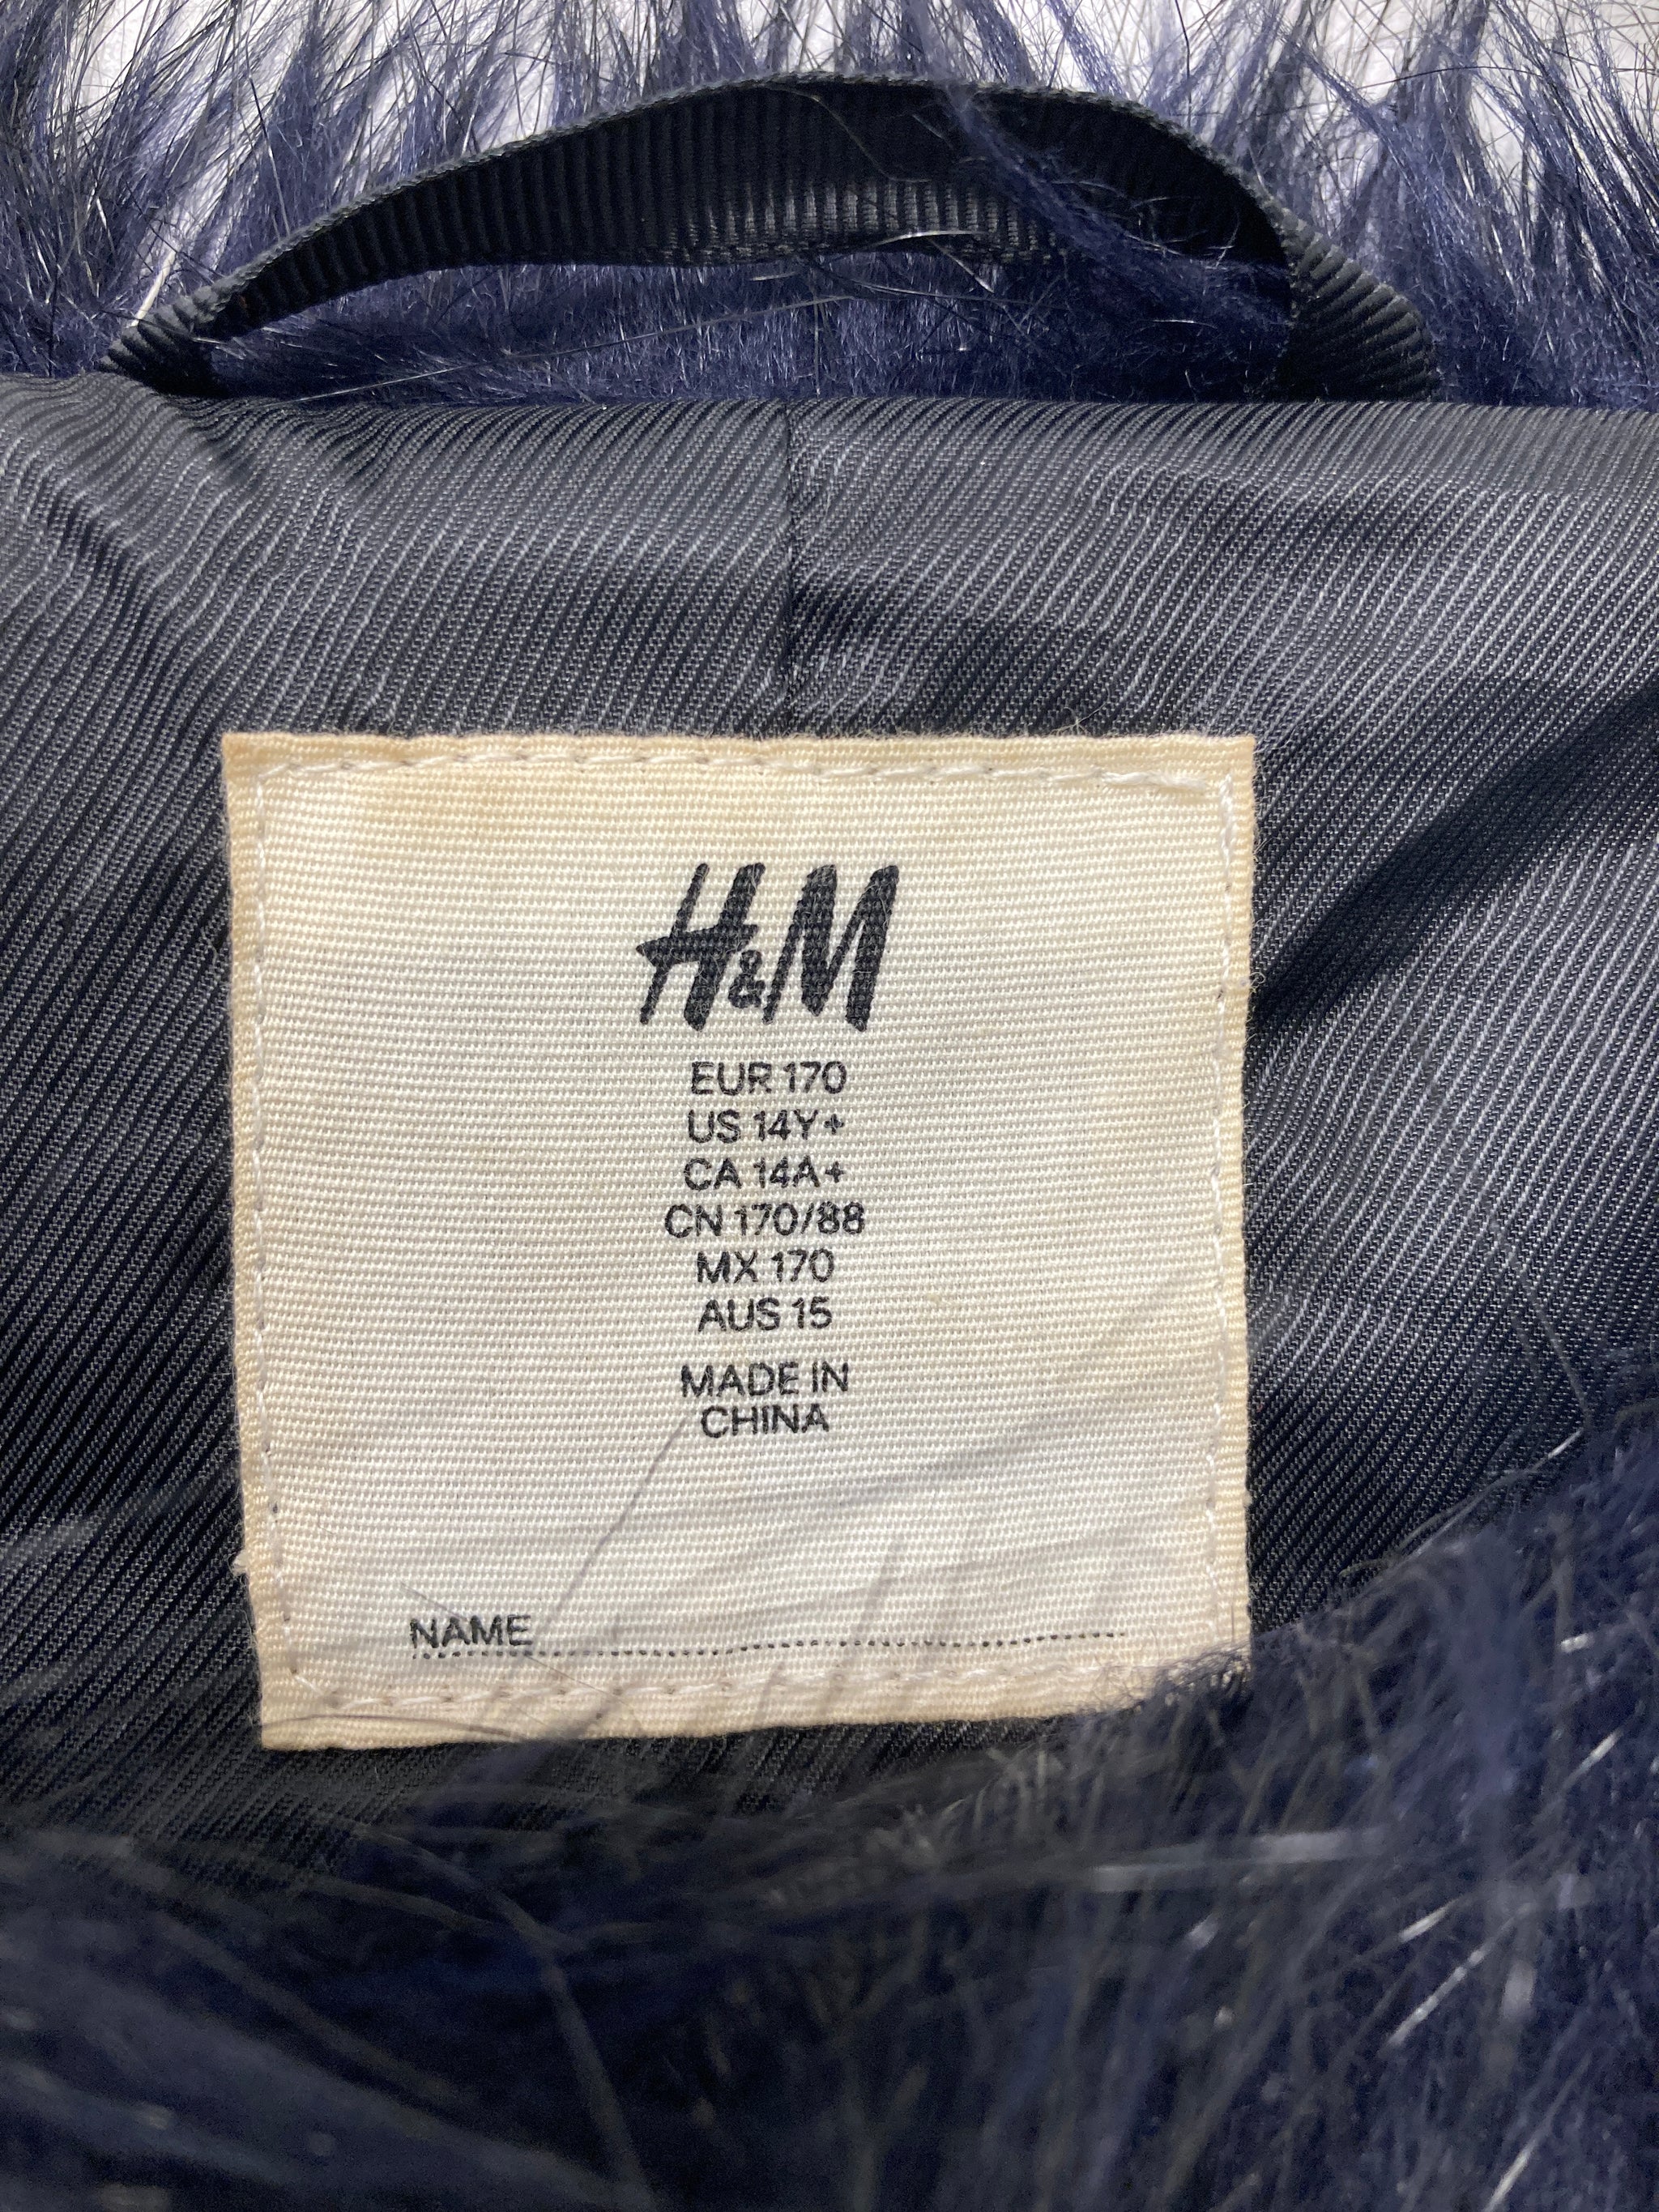 H&M
EUR 170
US 14Y+
CA 14A+
CN 170/88
MX 170
AUS 15
MADE IN
CHINA
NAME